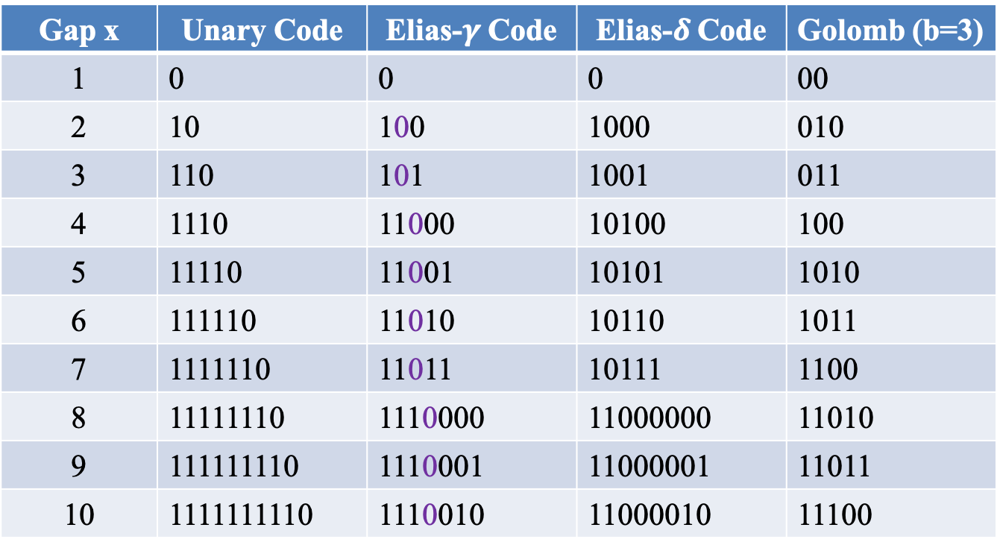 Gap x Unary Code Elias-γ Code Elias-δ Code Golomb (b=3)
1 0 0 0 00
2 10 100 1000 010
3 110 101 1001 011
4 1110 11000 10100 100
5 11110 11001 10101 1010
6 111110 11010 10110 1011
7 1111110 11011 10111 1100
8 11111110 1110000 11000000 11010
9 111111110 1110001 11000001 11011
10 1111111110 1110010 11000010 11100